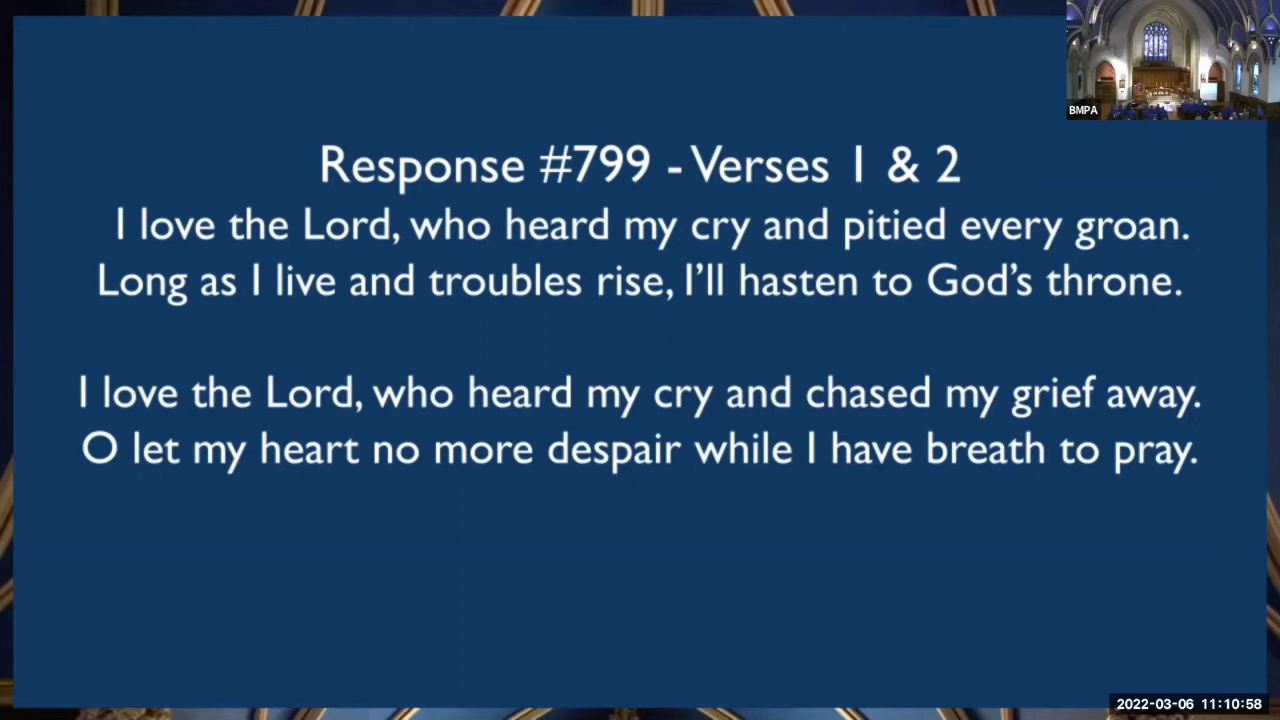 BMPA
Response #799 - Verses 1 & 2
I love the Lord, who heard my cry and pitied every groan.
Long as I live and troubles rise, I’ll hasten to God’s throne.
I love the Lord, who heard my cry and chased my grief away.
O let my heart no more despair while I have breath to pray.
2022-03-06 11:10:58